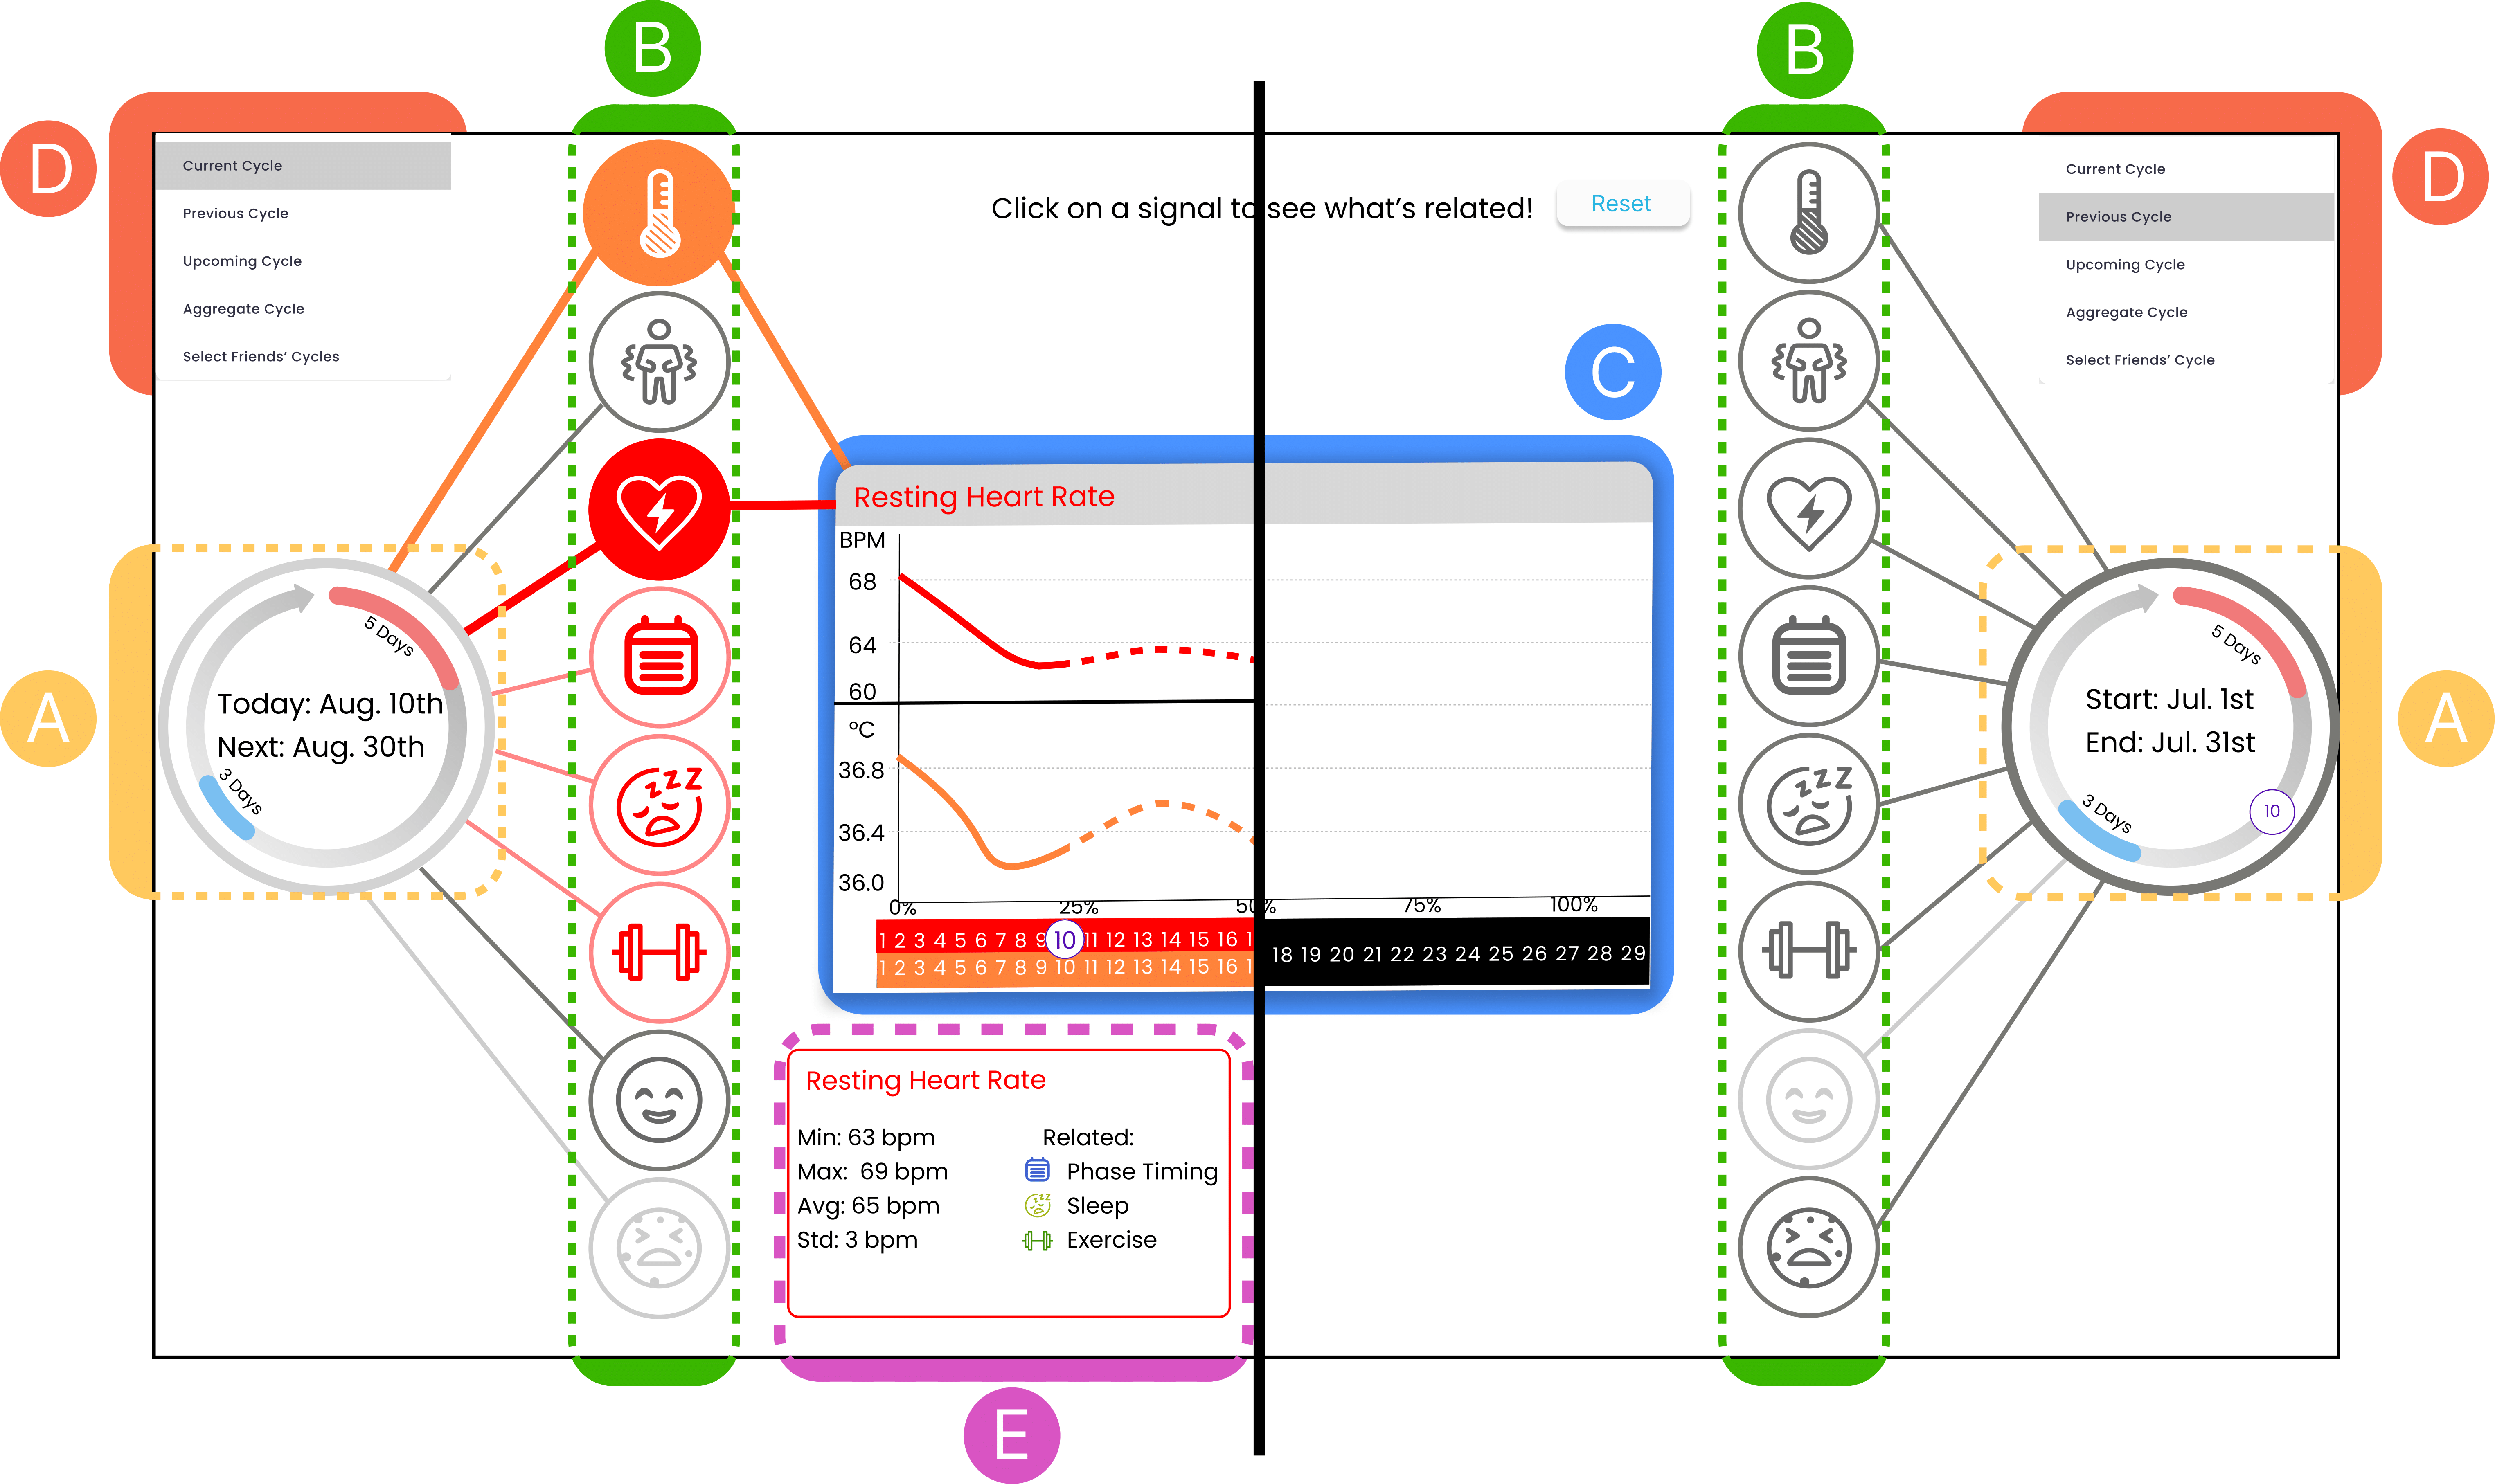 B
B
D
D
Current Cycle
Previous Cycle
Upcoming Cycle
Aggregate Cycle
Select Friends’ Cycles
Click on a signal to see what’s related!
Reset
Current Cycle
Previous Cycle
Upcoming Cycle
Aggregate Cycle
Select Friends’ Cycle
C
A
5 Days
Today: Aug. 10th
Next: Aug. 30th
3 Days
Resting Heart Rate
BPM
68
64
60
°C
36.8
36.4
36.0
0% 25% 50% 75% 100%
1 2 3 4 5 6 7 8 9 10 11 12 13 14 15 16 1
1 2 3 4 5 6 7 8 9 10 11 12 13 14 15 16 1
18 19 20 21 22 23 24 25 26 27 28 29
5 Days
Start: Jul. 1st
End: Jul. 31st
3 Days
10
A
Resting Heart Rate
Min: 63 bpm
Max: 69 bpm
Avg: 65 bpm
Std: 3 bpm
Related:
Phase Timing
Sleep
Exercise
E